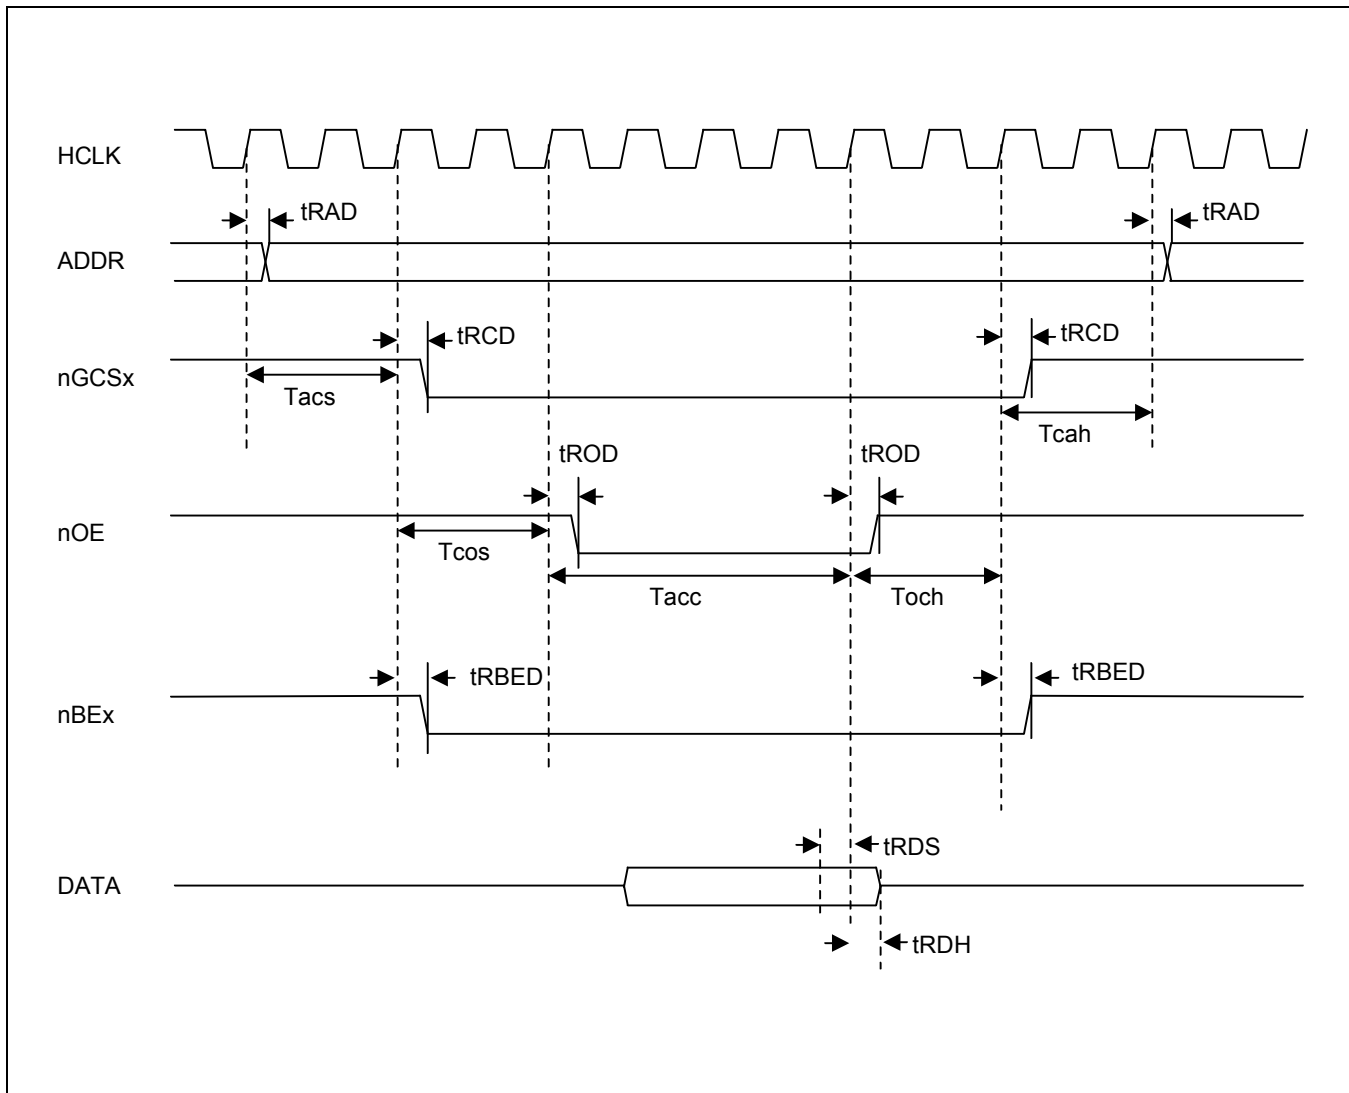 HCLK
tRAD
tRAD
ADDR
tRCD
tRCD
nGCSx
Tacs
Tcah
tROD
tROD
nOE
Tcos
Tacc
Toch
tRBED
tRBED
nBEx
tRDS
DATA
tRDH